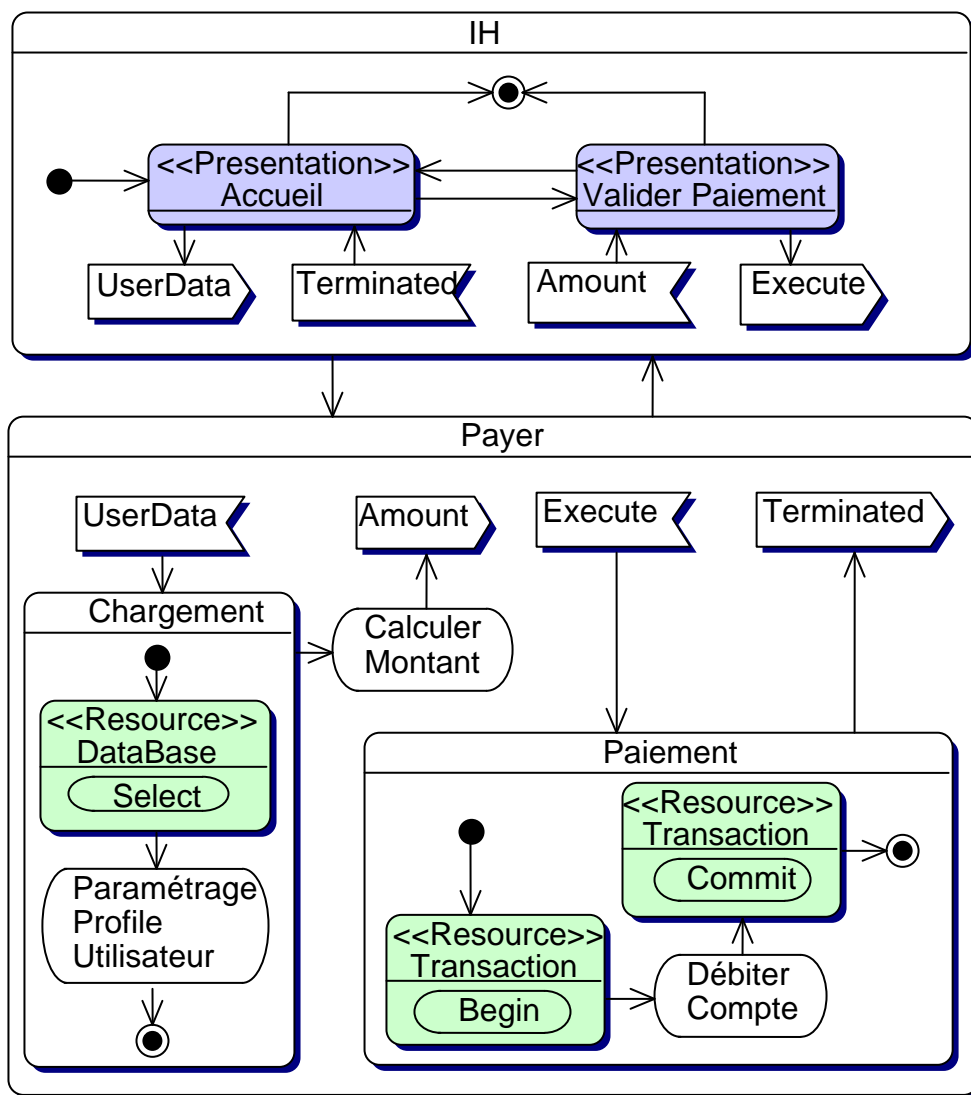 IH
<<Presentation>>
Accueil
<<Presentation>>
Valider Paiement
UserData
Terminated
Amount
Execute
Payer
UserData
Amount
Execute
Terminated
Chargement
Calculer
Montant
<<Resource>>
DataBase
Select
Paramétrage
Profile
Utilisateur
Paiement
<<Resource>>
Transaction
Commit
<<Resource>>
Transaction
Begin
Débiter
Compte